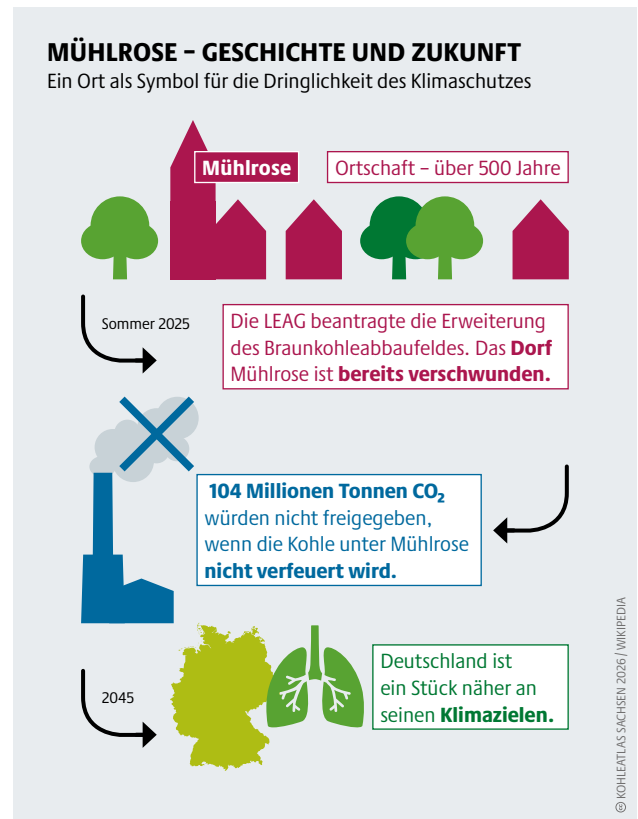 MÜHLROSE – GESCHICHTE UND ZUKUNFT
Ein Ort als Symbol für die Dringlichkeit des Klimaschutzes
Mühlrose
Ortschaft – über 500 Jahre
Sommer 2025
Die LEAG beantragte die Erweiterung
des Braunkohleabbaufeldes. Das Dorf
Mühlrose ist bereits verschwunden.
104 Millionen Tonnen CO₂
würden nicht freigegeben,
wenn die Kohle unter Mühlrose
nicht verfeuert wird.
2045
Deutschland ist
ein Stück näher an
seinen Klimazielen.
🅭 KOHLEATLAS SACHSEN 2026 / WIKIPEDIA